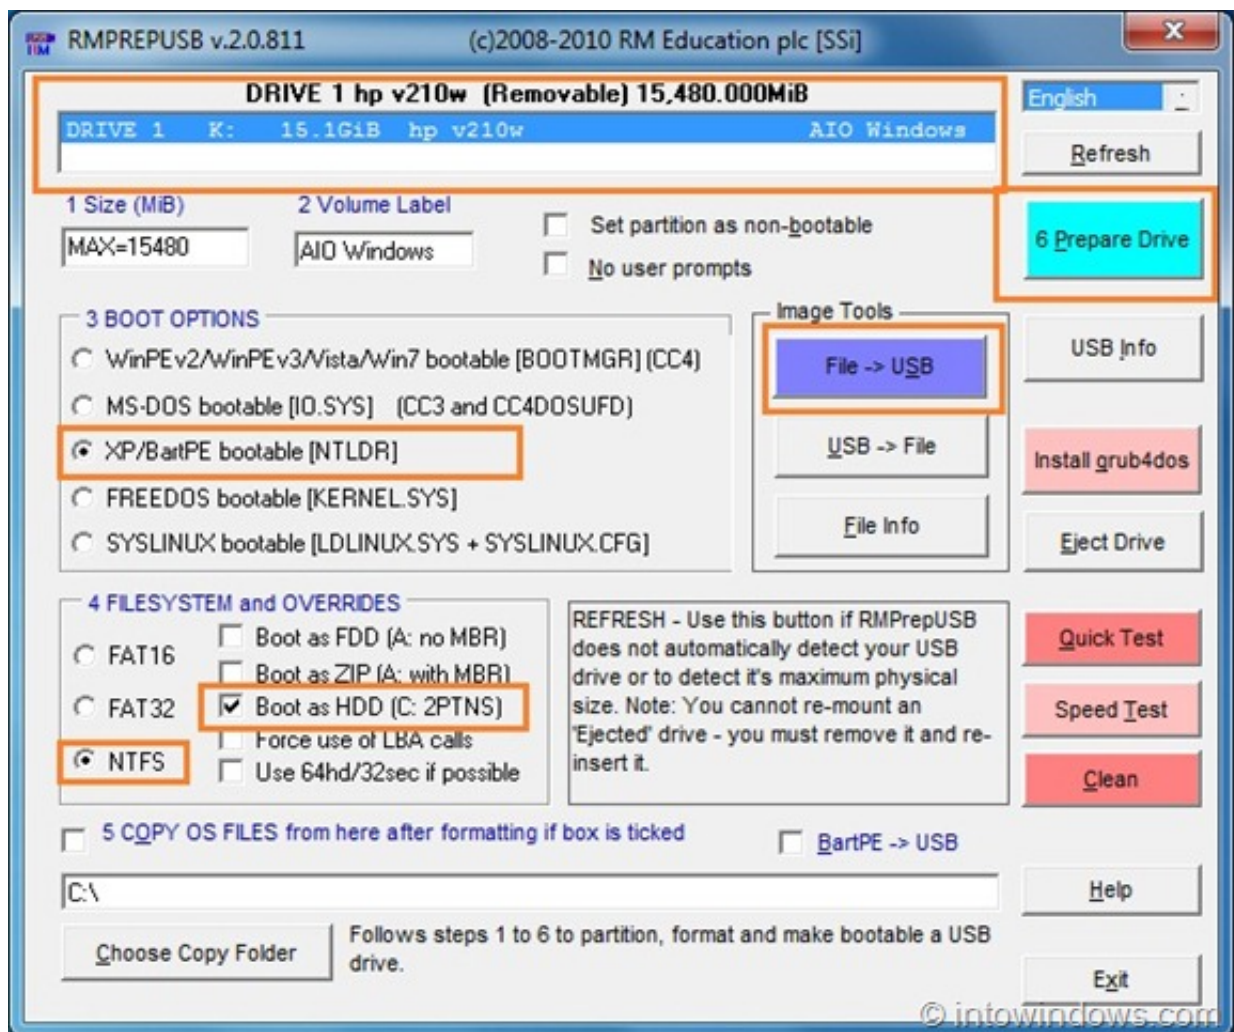 RMPREPUSB v.2.0.811 (c)2008-2010 RM Education plc [SSi]
DRIVE 1 hp v210w (Removable) 15,480.000MiB
DRIVE 1 K: 15.1GiB hp v210w AIO Windows
English
Refresh
1 Size (MiB) 2 Volume Label
MAX=15480
AIO Windows
Set partition as non-bootable
No user prompts
6 Prepare Drive
3 BOOT OPTIONS
WinPEv2/WinPEv3/Vista/Win7 bootable [BOOTMGR] (CC4)
MS-DOS bootable [IO.SYS] (CC3 and CC4DOSUFD)
XP/BartPE bootable [NTLDR]
FREEDOS bootable [KERNEL.SYS]
SYSLINUX bootable [LDLINUX.SYS + SYSLINUX.CFG]
Image Tools
File -> USB
USB -> File
File Info
USB Info
Install grub4dos
Eject Drive
4 FILESYSTEM and OVERRIDES
FAT16
FAT32
NTFS
Boot as FDD (A: no MBR)
Boot as ZIP (A: with MBR)
Boot as HDD (C: 2PTNS)
Force use of LBA calls
Use 64hd/32sec if possible
REFRESH - Use this button if RMPrepUSB
does not automatically detect your USB
drive or to detect it's maximum physical
size. Note: You cannot re-mount an
'Ejected' drive - you must remove it and re-
insert it.
Quick Test
Speed Test
Clean
5 COPY OS FILES from here after formatting if box is ticked
BartPE -> USB
C:\
Help
Choose Copy Folder
Follows steps 1 to 6 to partition, format and make bootable a USB
drive.
Exit
© intowindows.com